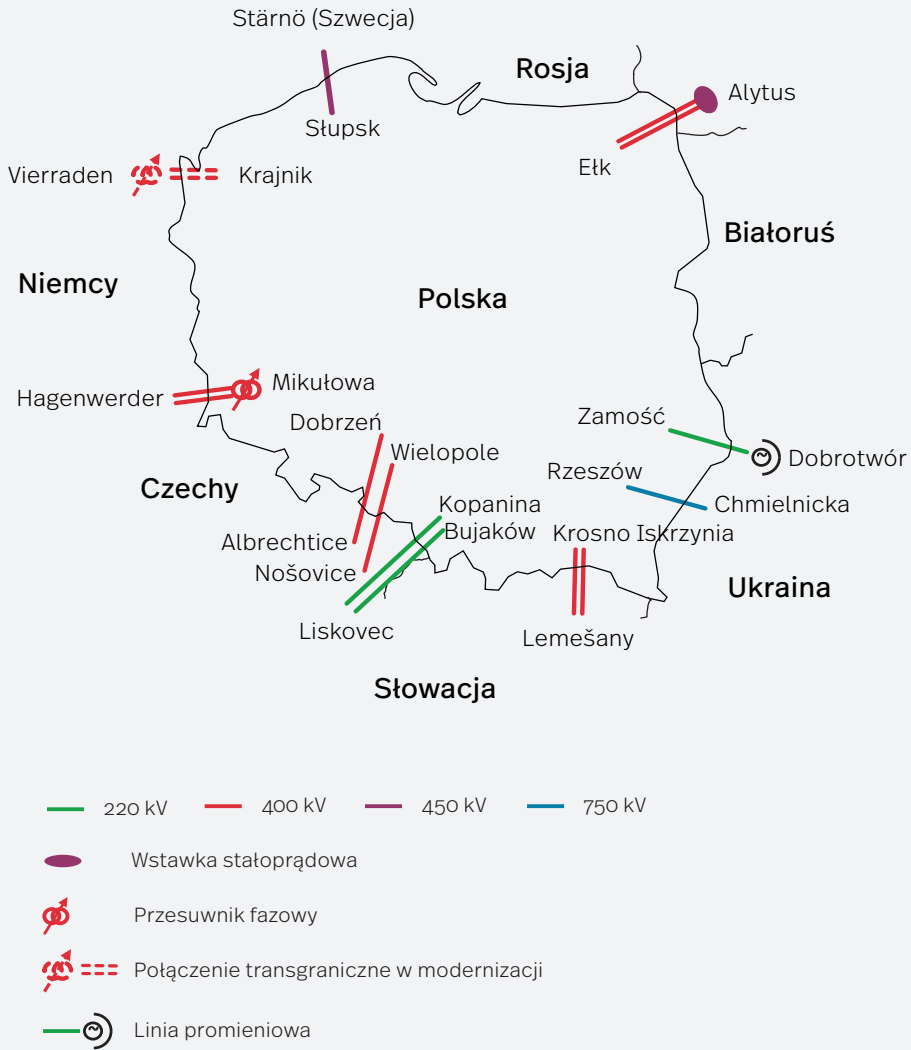 Stärnö (Szwecja)
Rosja
Alytus
Słupsk
Ełk
Vierraden
Krajnik
Białoruś
Niemcy
Polska
Mikułowa
Hagenwerder
Dobrzeń
Zamość
Wielopole
Dobrotwór
Rzeszów
Czechy
Kopanina
Chmielnicka
Bujaków
Krosno Iskrzynia
Albrechtice
Nošovice
Ukraina
Liskovec
Lemešany
Słowacja
220 kV 400 kV 450 kV 750 kV
Wstawka stałoprądowa
Przesuwnik fazowy
Połączenie transgraniczne w modernizacji
Linia promieniowa